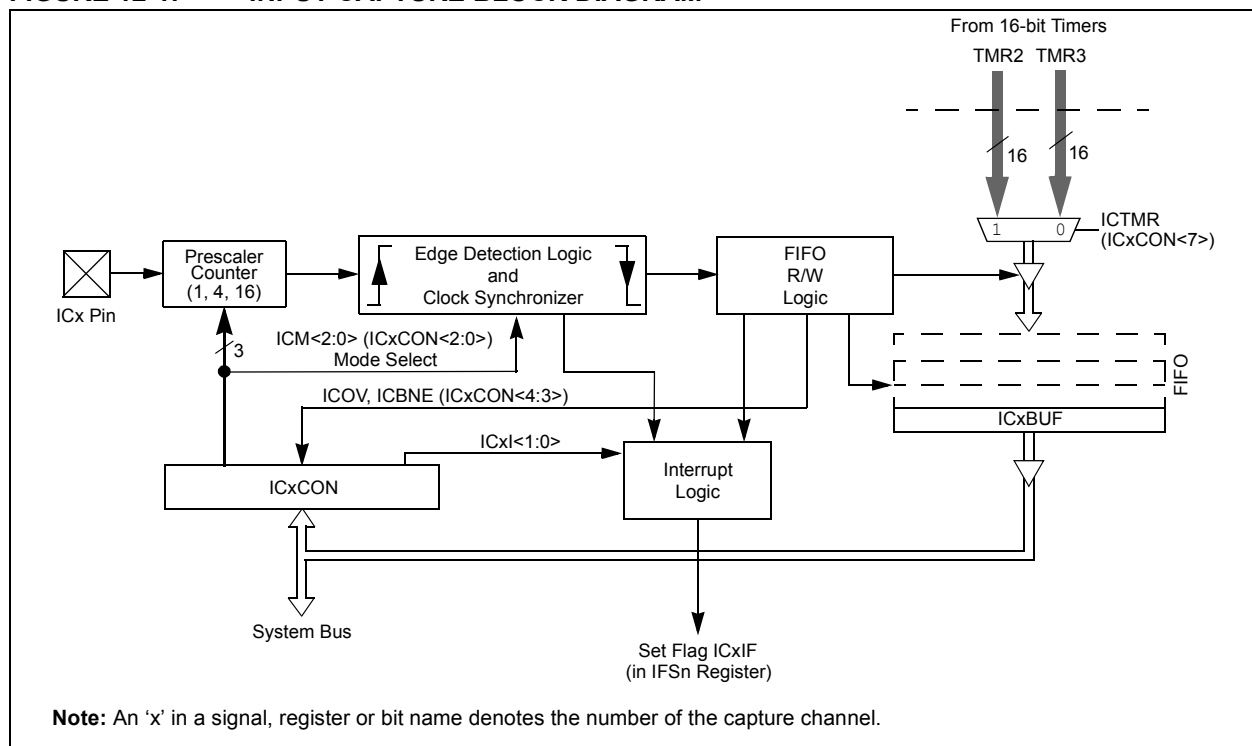 From 16-bit Timers
TMR2 TMR3
16 16
1 0
ICTMR
(ICxCON<7>)
Prescaler
Counter
(1, 4, 16)
Edge Detection Logic
and
Clock Synchronizer
FIFO
R/W
Logic
ICx Pin
3
ICM<2:0> (ICxCON<2:0>)
Mode Select
FIFO
ICOV, ICBNE (ICxCON<4:3>)
ICxBUF
ICxI<1:0>
Interrupt
Logic
ICxCON
System Bus
Set Flag ICxIF
(in IFSn Register)
Note: An ‘x’ in a signal, register or bit name denotes the number of the capture channel.